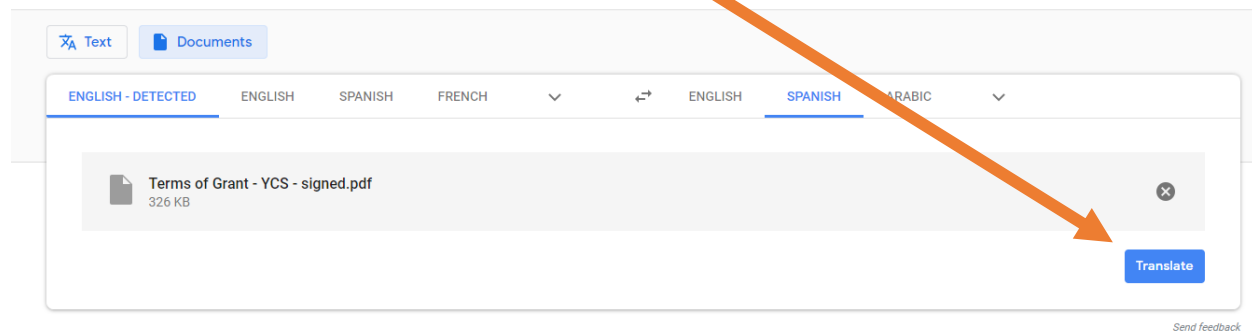 Text Documents
ENGLISH - DETECTED ENGLISH SPANISH FRENCH ENGLISH SPANISH ARABIC
Terms of Grant - YCS - signed.pdf
326 KB
Translate
Send feedback